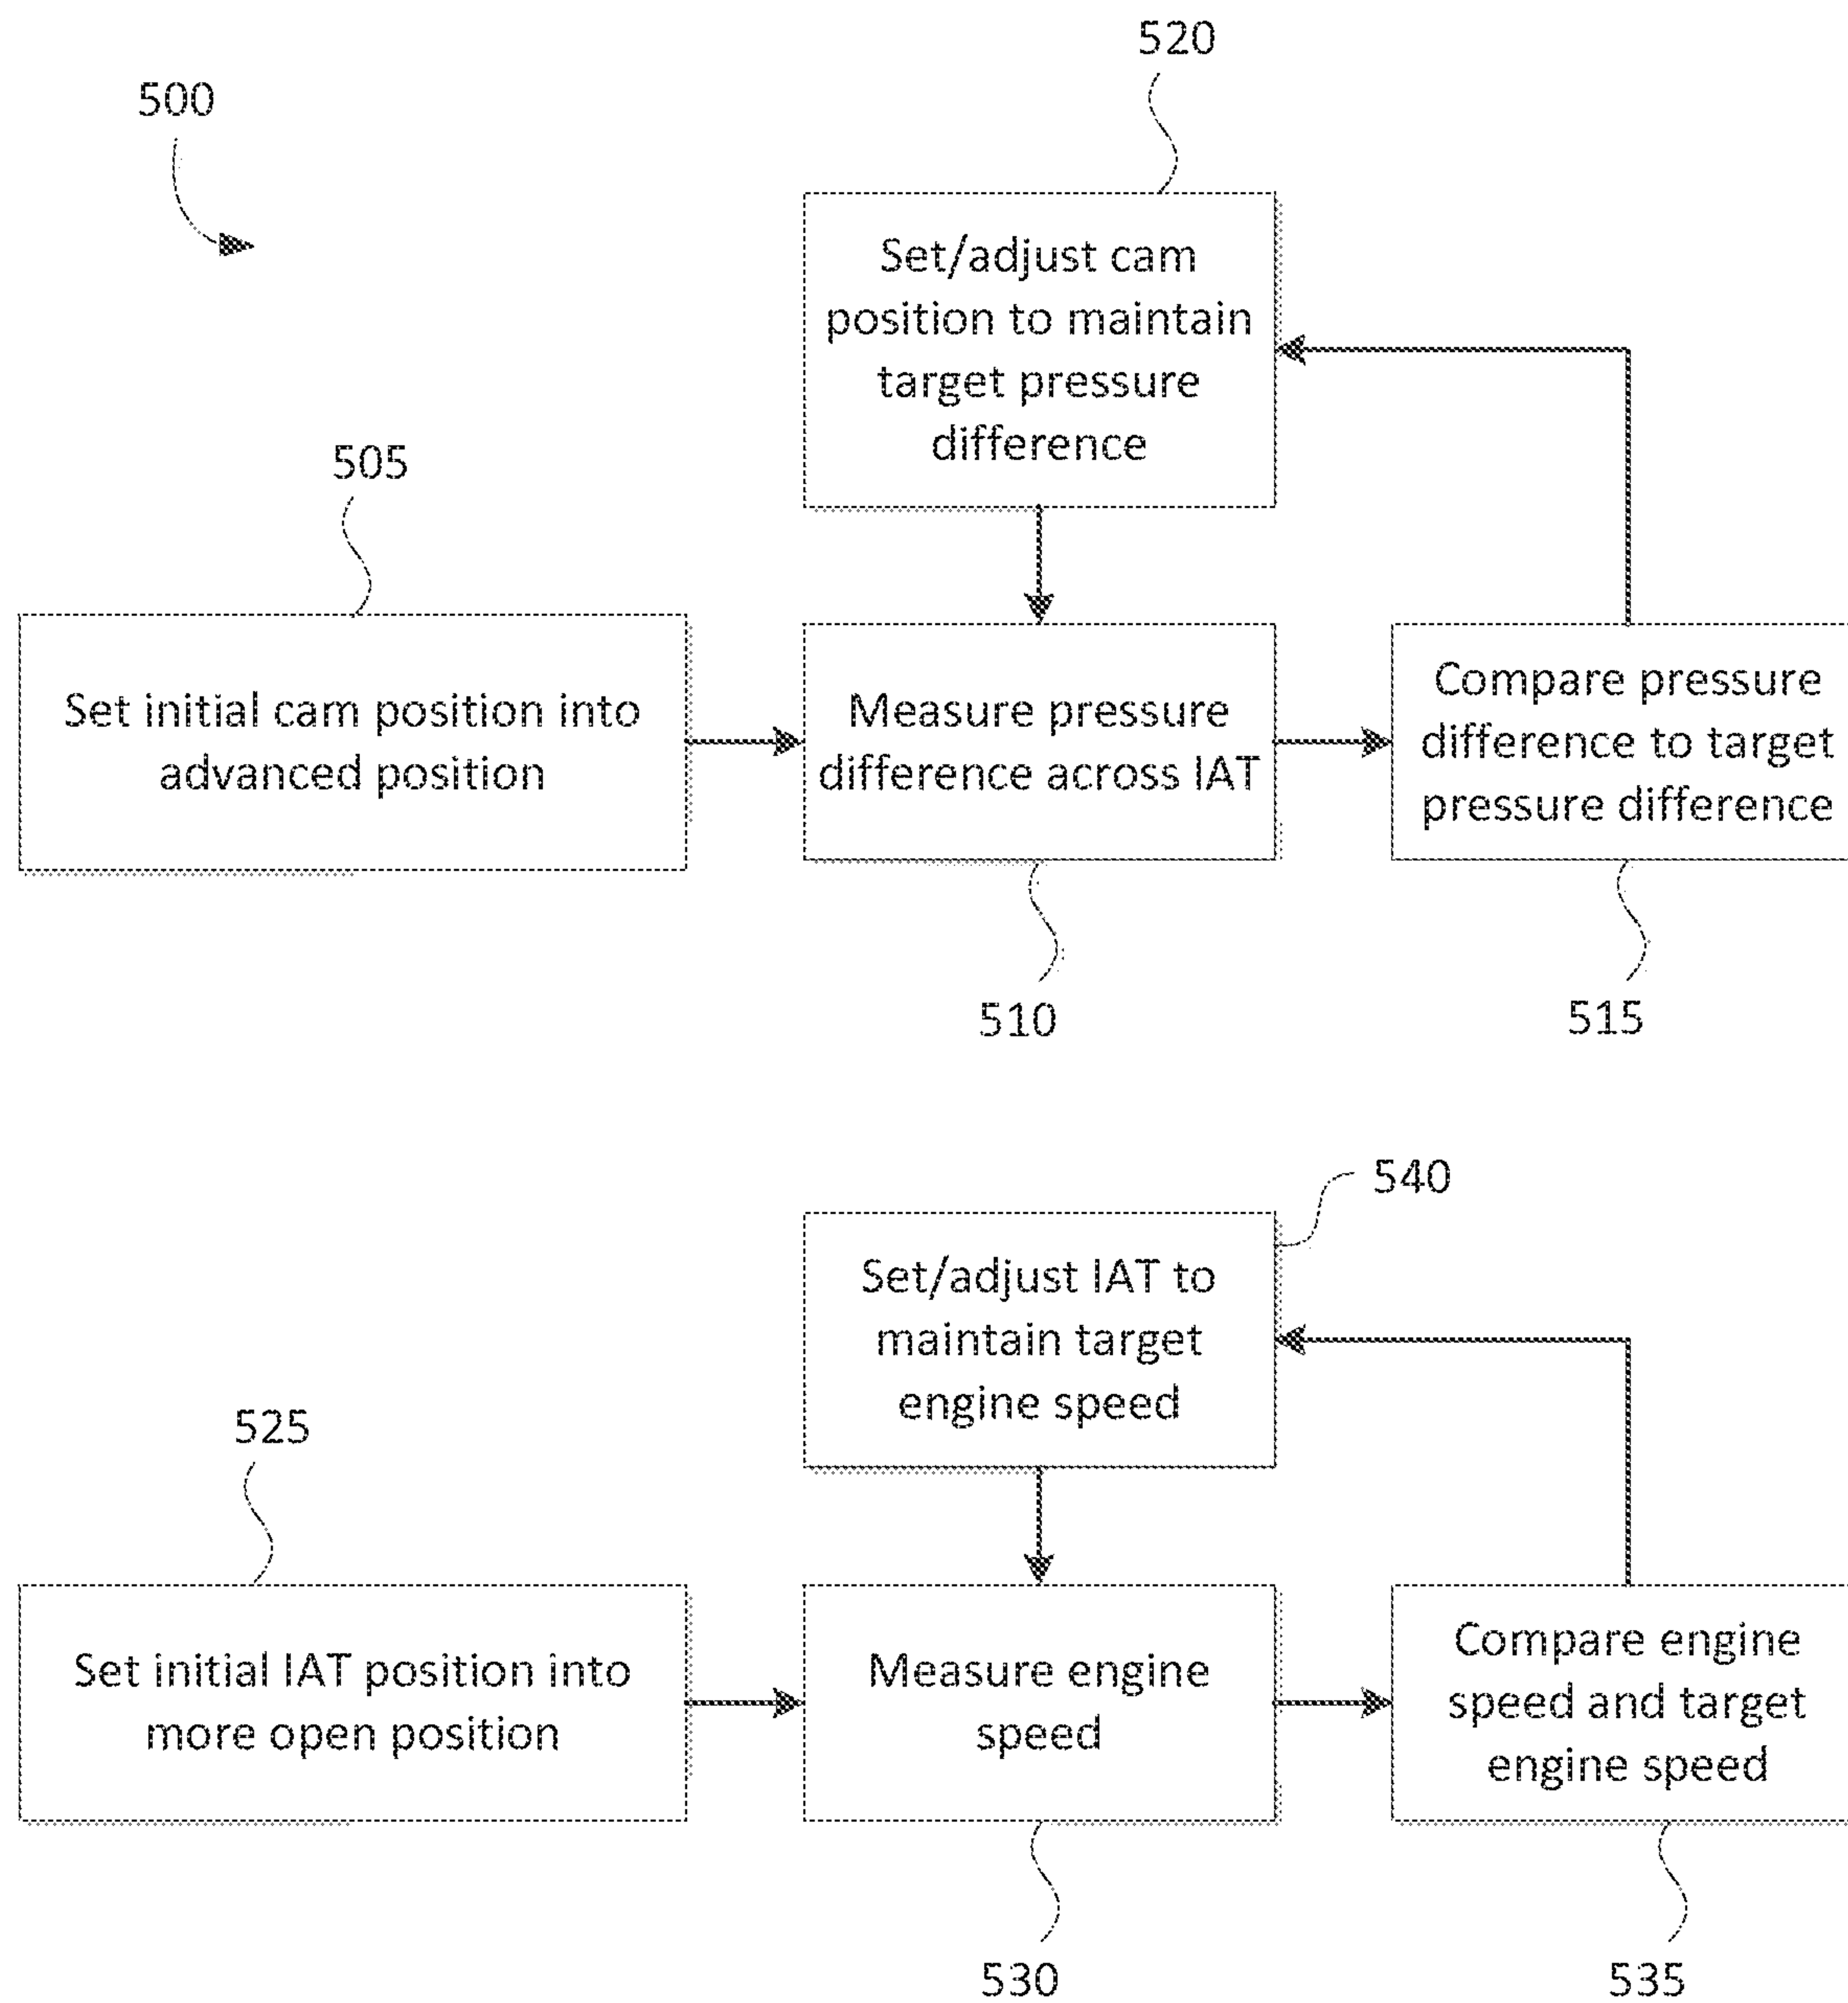 520
500
Set/adjust cam
position to maintain
target pressure
difference
505
Set initial cam position into
advanced position
Measure pressure
difference across IAT
Compare pressure
difference to target
pressure difference
510
515
540
Set/adjust IAT to
maintain target
engine speed
525
Set initial IAT position into
more open position
Measure engine
speed
Compare engine
speed and target
engine speed
530
535